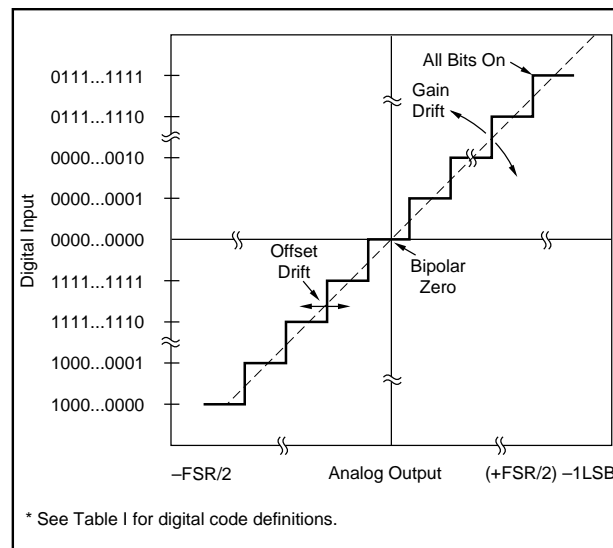 All Bits On
0111...1111
Gain
Drift
0111...1110
0000...0010
0000...0001
Digital Input
0000...0000
Offset
Drift
Bipolar
Zero
1111...1111
1111...1110
1000...0001
1000...0000
–FSR/2
Analog Output
(+FSR/2) –1LSB
* See Table I for digital code definitions.